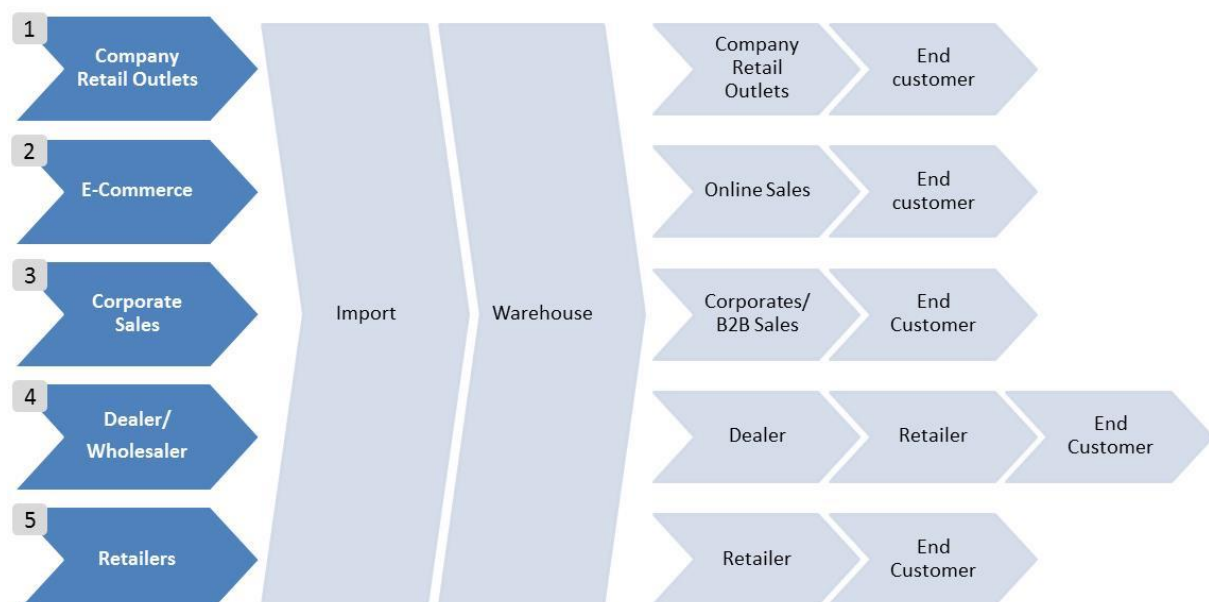 1
Company
Retail Outlets
2
E-Commerce
3
Corporate
Sales
4
Dealer/
Wholesaler
5
Retailers
Import
Warehouse
Company
Retail
Outlets
End
customer
Online Sales
End
customer
Corporates/
B2B Sales
End
Customer
Dealer
Retailer
End
Customer
Retailer
End
Customer